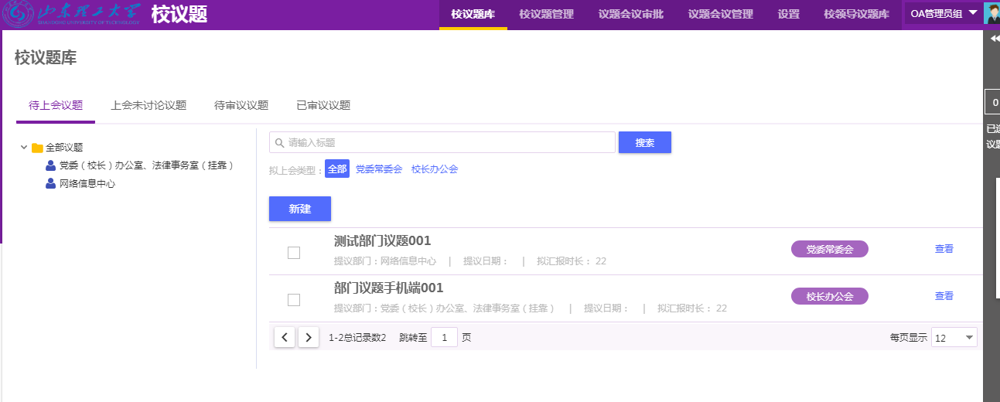 山东理工大学 校议题 校议题库 校议题管理 议题会议审批 议题会议管理 设置 校领导议题库 OA管理员组
SHANDONG UNIVERSITY OF TECHNOLOGY
校议题库
待上会议题 上会未讨论议题 待审议议题 已审议议题
0
全部议题
党委（校长）办公室、法律事务室（挂靠）
网络信息中心
请输入标题 搜索
拟上会类型： 全部 党委常委会 校长办公会
新建
测试部门议题001
提议部门：网络信息中心 | 提议日期： | 拟汇报时长： 22
党委常委会 查看
部门议题手机端001
提议部门：党委（校长）办公室、法律事务室（挂靠） | 提议日期： | 拟汇报时长： 22
校长办公会 查看
1-2总记录数2 跳转至 1 页 每页显示 12
已
议